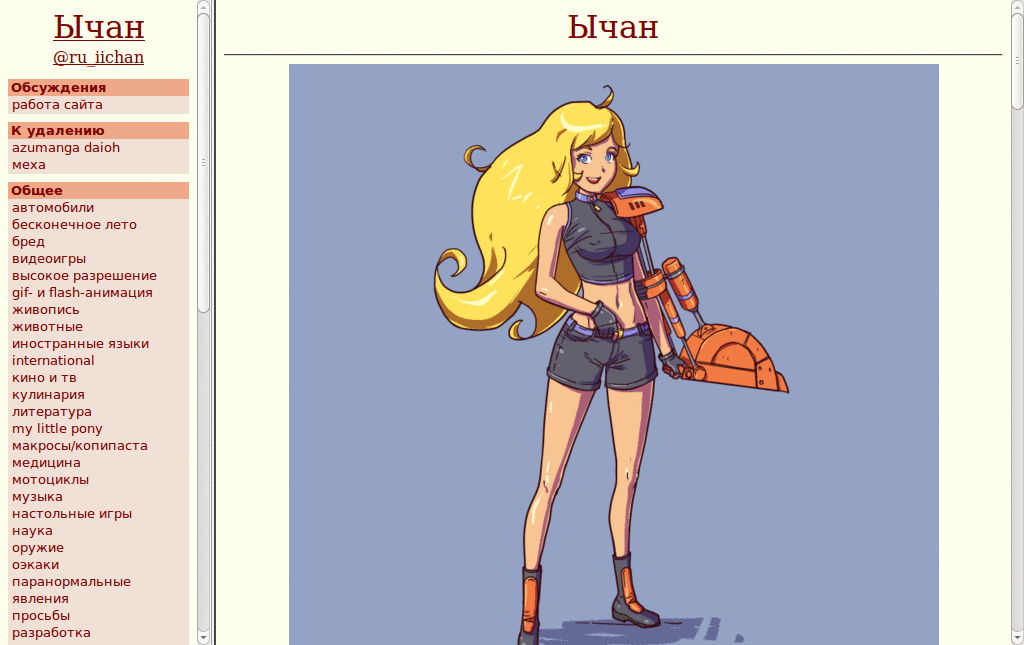 Ычан
@ru_iichan
Обсуждения
работа сайта
К удалению
azumanga daioh
меха
Общее
автомобили
бесконечное лето
бред
видеоигры
высокое разрешение
gif- и flash-анимация
живопись
животные
иностранные языки
international
кино и тв
кулинария
литература
my little pony
макросы/копипаста
медицина
мотоциклы
музыка
настольные игры
наука
оружие
оэкаки
паранормальные
явления
просьбы
разработка
Ычан